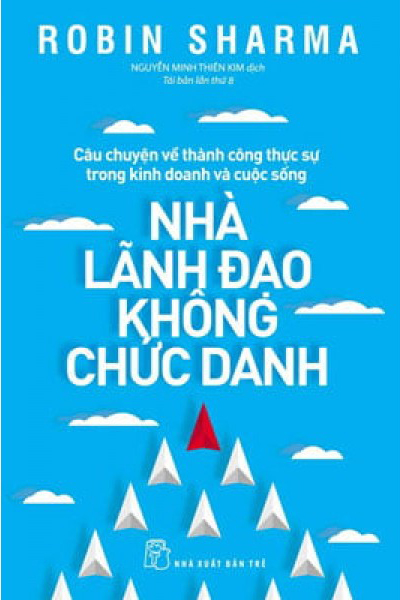 ROBIN SHARMA
NGUYỄN MINH THIÊN KIM dịch
Tái bản lần thứ 8
Câu chuyện về thành công thực sự
trong kinh doanh và cuộc sống
NHÀ
LÃNH ĐẠO
KHÔNG
CHỨC DANH
NHÀ XUẤT BẢN TRẺ